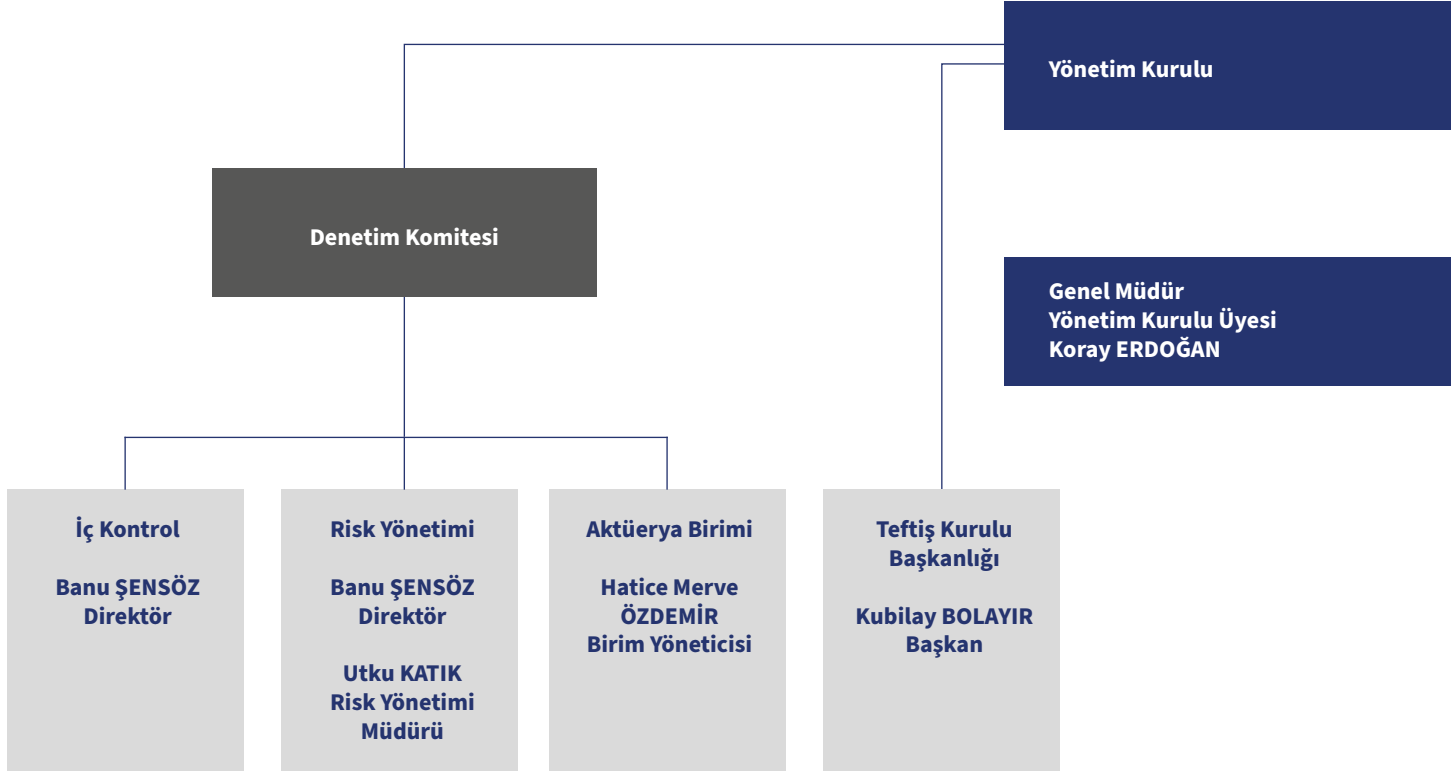 Yönetim Kurulu
Denetim Komitesi
Genel Müdür
Yönetim Kurulu Üyesi
Koray ERDOĞAN
İç Kontrol
Banu ŞENSÖZ
Direktör
Risk Yönetimi
Banu ŞENSÖZ
Direktör
Utku KATIK
Risk Yönetimi
Müdürü
Aktüerya Birimi
Hatice Merve
ÖZDEMİR
Birim Yöneticisi
Teftiş Kurulu
Başkanlığı
Kubilay BOLAYIR
Başkan